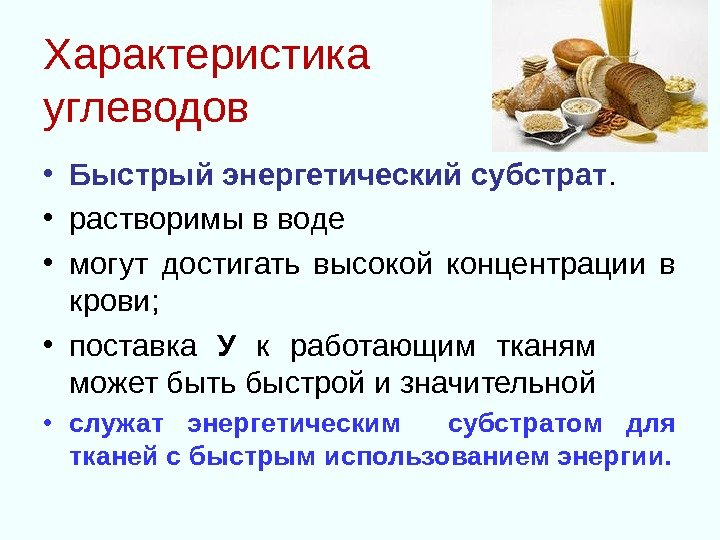 Характеристика
углеводов
• Быстрый энергетический субстрат.
• растворимы в воде
• могут достигать высокой концентрации в
крови;
• поставка У к работающим тканям
может быть быстрой и значительной
• служат энергетическим субстратом для
тканей с быстрым использованием энергии.